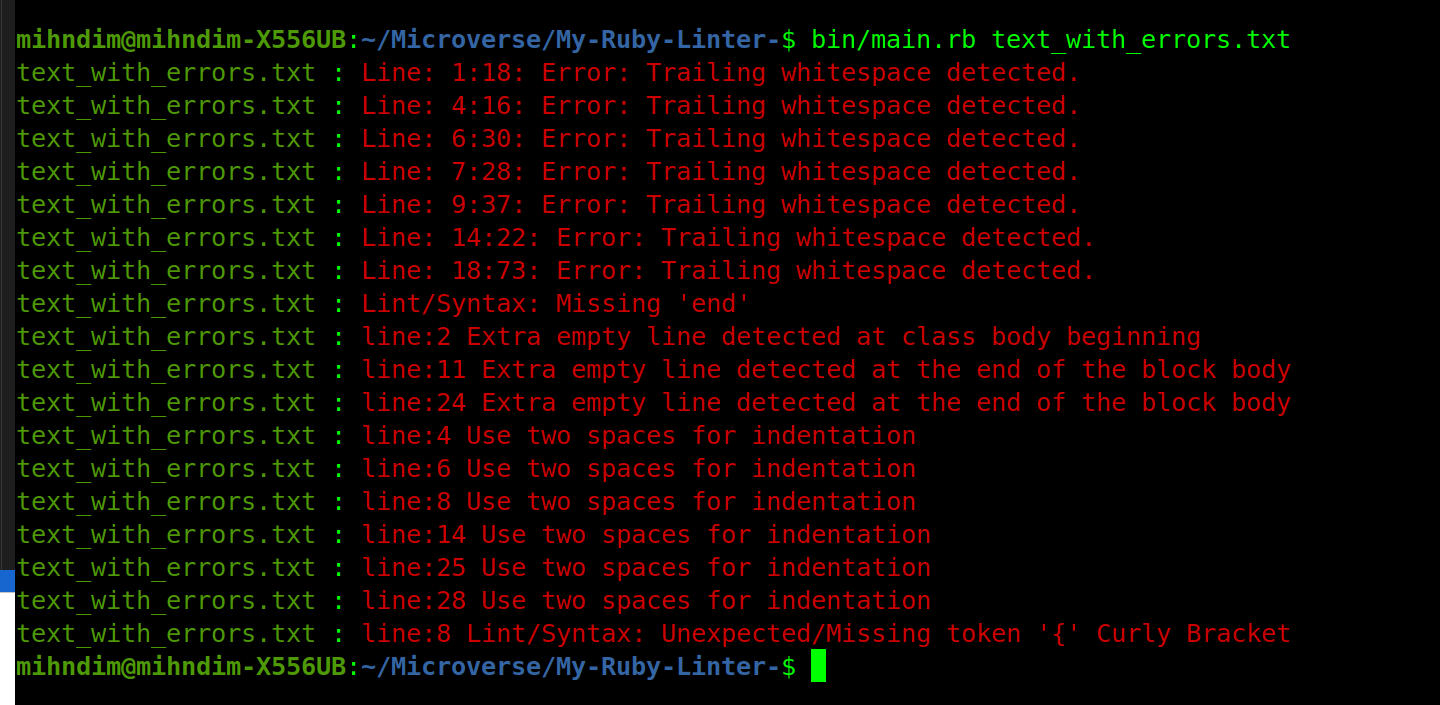 mihndim@mihndim-X556UB:~/Microverse/My-Ruby-Linter-$ bin/main.rb text_with_errors.txt
text_with_errors.txt : Line: 1:18: Error: Trailing whitespace detected.
text_with_errors.txt : Line: 4:16: Error: Trailing whitespace detected.
text_with_errors.txt : Line: 6:30: Error: Trailing whitespace detected.
text_with_errors.txt : Line: 7:28: Error: Trailing whitespace detected.
text_with_errors.txt : Line: 9:37: Error: Trailing whitespace detected.
text_with_errors.txt : Line: 14:22: Error: Trailing whitespace detected.
text_with_errors.txt : Line: 18:73: Error: Trailing whitespace detected.
text_with_errors.txt : Lint/Syntax: Missing 'end'
text_with_errors.txt : line:2 Extra empty line detected at class body beginning
text_with_errors.txt : line:11 Extra empty line detected at the end of the block body
text_with_errors.txt : line:24 Extra empty line detected at the end of the block body
text_with_errors.txt : line:4 Use two spaces for indentation
text_with_errors.txt : line:6 Use two spaces for indentation
text_with_errors.txt : line:8 Use two spaces for indentation
text_with_errors.txt : line:14 Use two spaces for indentation
text_with_errors.txt : line:25 Use two spaces for indentation
text_with_errors.txt : line:28 Use two spaces for indentation
text_with_errors.txt : line:8 Lint/Syntax: Unexpected/Missing token '{' Curly Bracket
mihndim@mihndim-X556UB:~/Microverse/My-Ruby-Linter-$